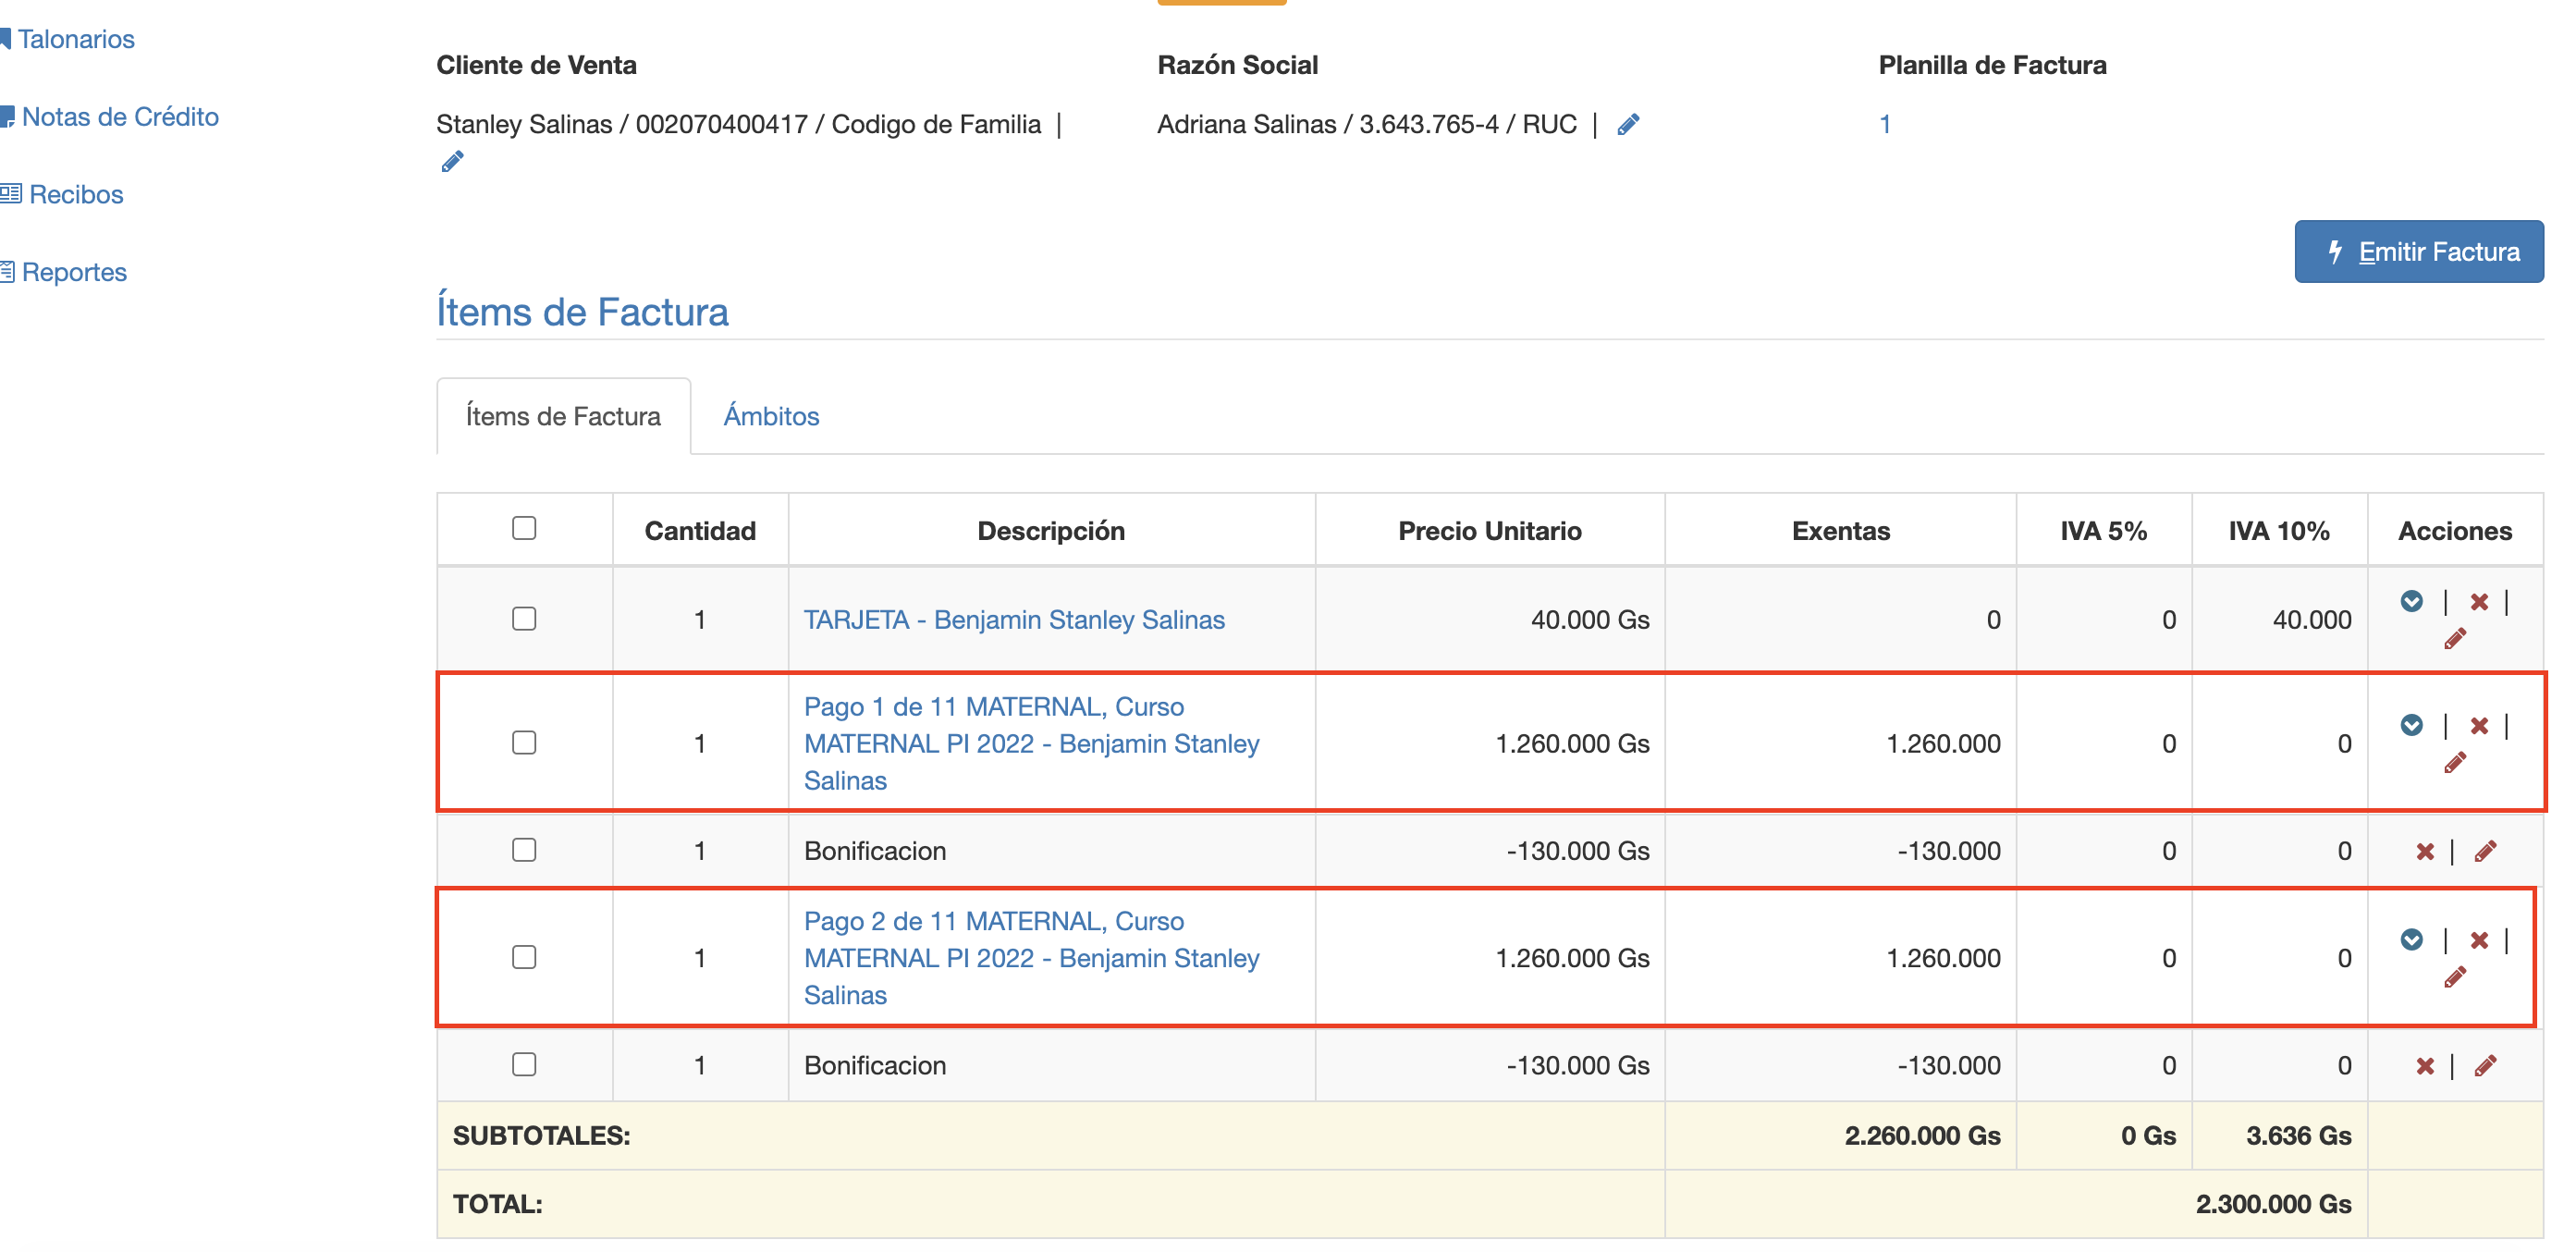 Talonarios
Notas de Crédito
Recibos
Reportes
Cliente de Venta
Stanley Salinas / 002070400417 / Codigo de Familia |
Razón Social
Adriana Salinas / 3.643.765-4 / RUC |
Planilla de Factura
1
Emitir Factura
Ítems de Factura
Ítems de Factura Ámbitos
Cantidad Descripción Precio Unitario Exentas IVA 5% IVA 10% Acciones
1 TARJETA - Benjamin Stanley Salinas 40.000 Gs 0 0 40.000 | |
Pago 1 de 11 MATERNAL, Curso
1 MATERNAL PI 2022 - Benjamin Stanley 1.260.000 Gs 1.260.000 0 0 | |
Salinas
1 Bonificacion -130.000 Gs -130.000 0 0 |
Pago 2 de 11 MATERNAL, Curso
1 MATERNAL PI 2022 - Benjamin Stanley 1.260.000 Gs 1.260.000 0 0 | |
Salinas
1 Bonificacion -130.000 Gs -130.000 0 0 |
SUBTOTALES: 2.260.000 Gs 0 Gs 3.636 Gs
TOTAL: 2.300.000 Gs